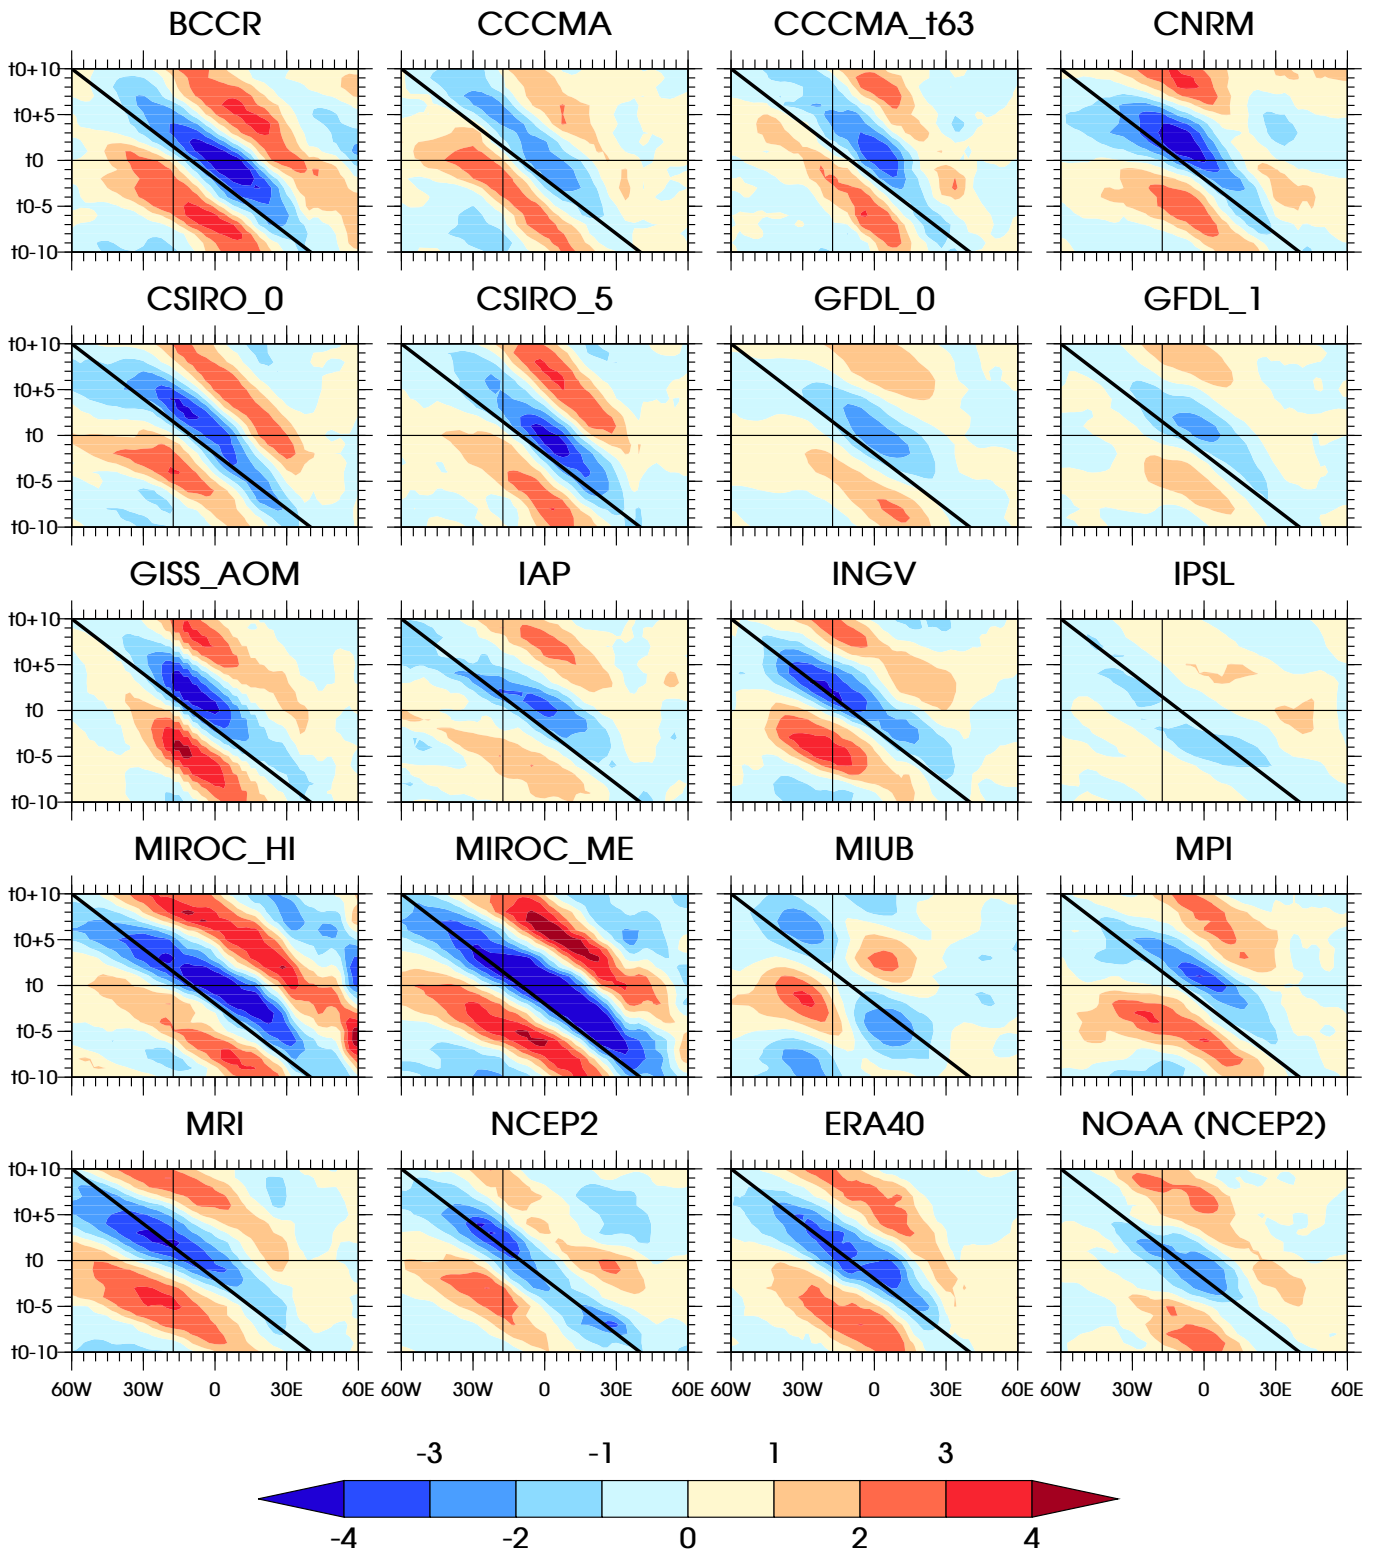 BCCR CCCMA CCCMA_t63 CNRM
t0+10
t0+5
t0
t0-5
t0-10
CSIRO_0 CSIRO_5 GFDL_0 GFDL_1
t0+10
t0+5
t0
t0-5
t0-10
GISS_AOM IAP INGV IPSL
t0+10
t0+5
t0
t0-5
t0-10
MIROC_HI MIROC_ME MIUB MPI
t0+10
t0+5
t0
t0-5
t0-10
MRI NCEP2 ERA40 NOAA (NCEP2)
t0+10
t0+5
t0
t0-5
t0-10
60W 30W 0 30E 60E 60W 30W 0 30E 60E 60W 30W 0 30E 60E 60W 30W 0 30E 60E
-3 -1 1 3
-4 -2 0 2 4